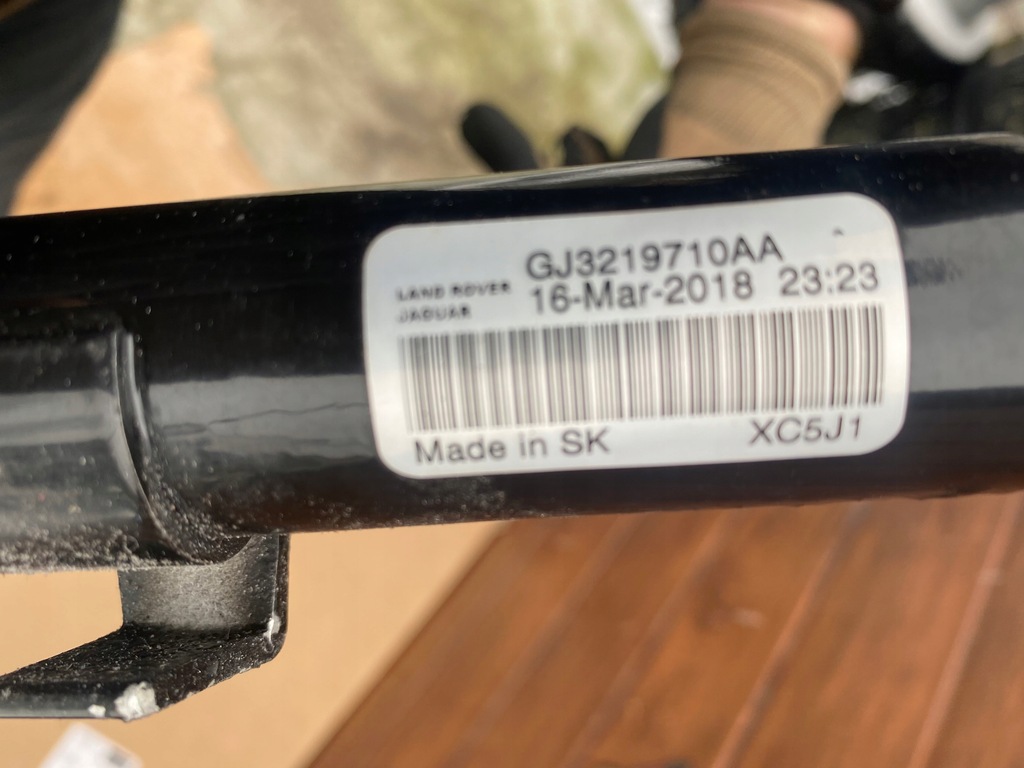 GJ3219710AA
LAND ROVER
16-Mar-2018 23:23
JAGUAR
Made in SK
XC5J1